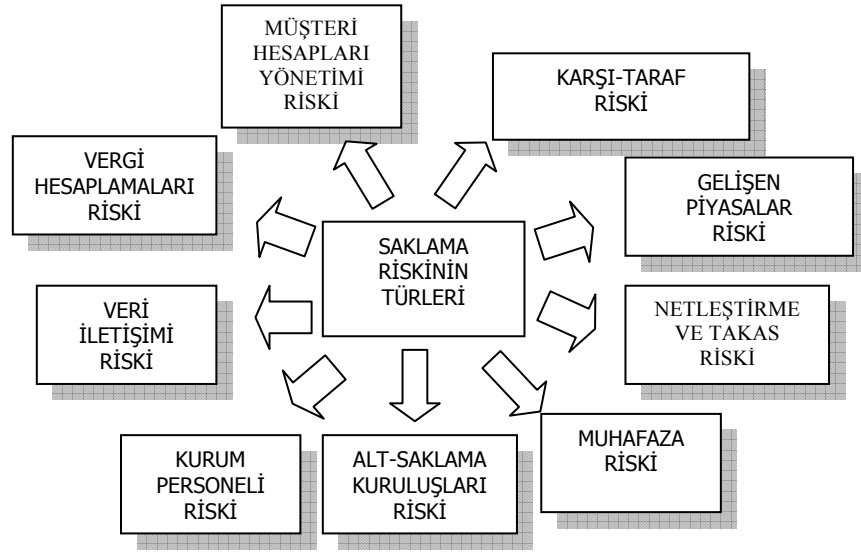 MÜŞTERİ
HESAPLARI
YÖNETİMİ
RİSKİ
KARŞI-TARAF
RİSKİ
VERGİ
HESAPLAMALARI
RİSKİ
GELİŞEN
PİYASALAR
RİSKİ
SAKLAMA
RİSKİNİN
TÜRLERİ
VERİ
İLETİŞİMİ
RİSKİ
NETLEŞTİRME
VE TAKAS
RİSKİ
KURUM
PERSONELİ
RİSKİ
ALT-SAKLAMA
KURULUŞLARI
RİSKİ
MUHAFAZA
RİSKİ